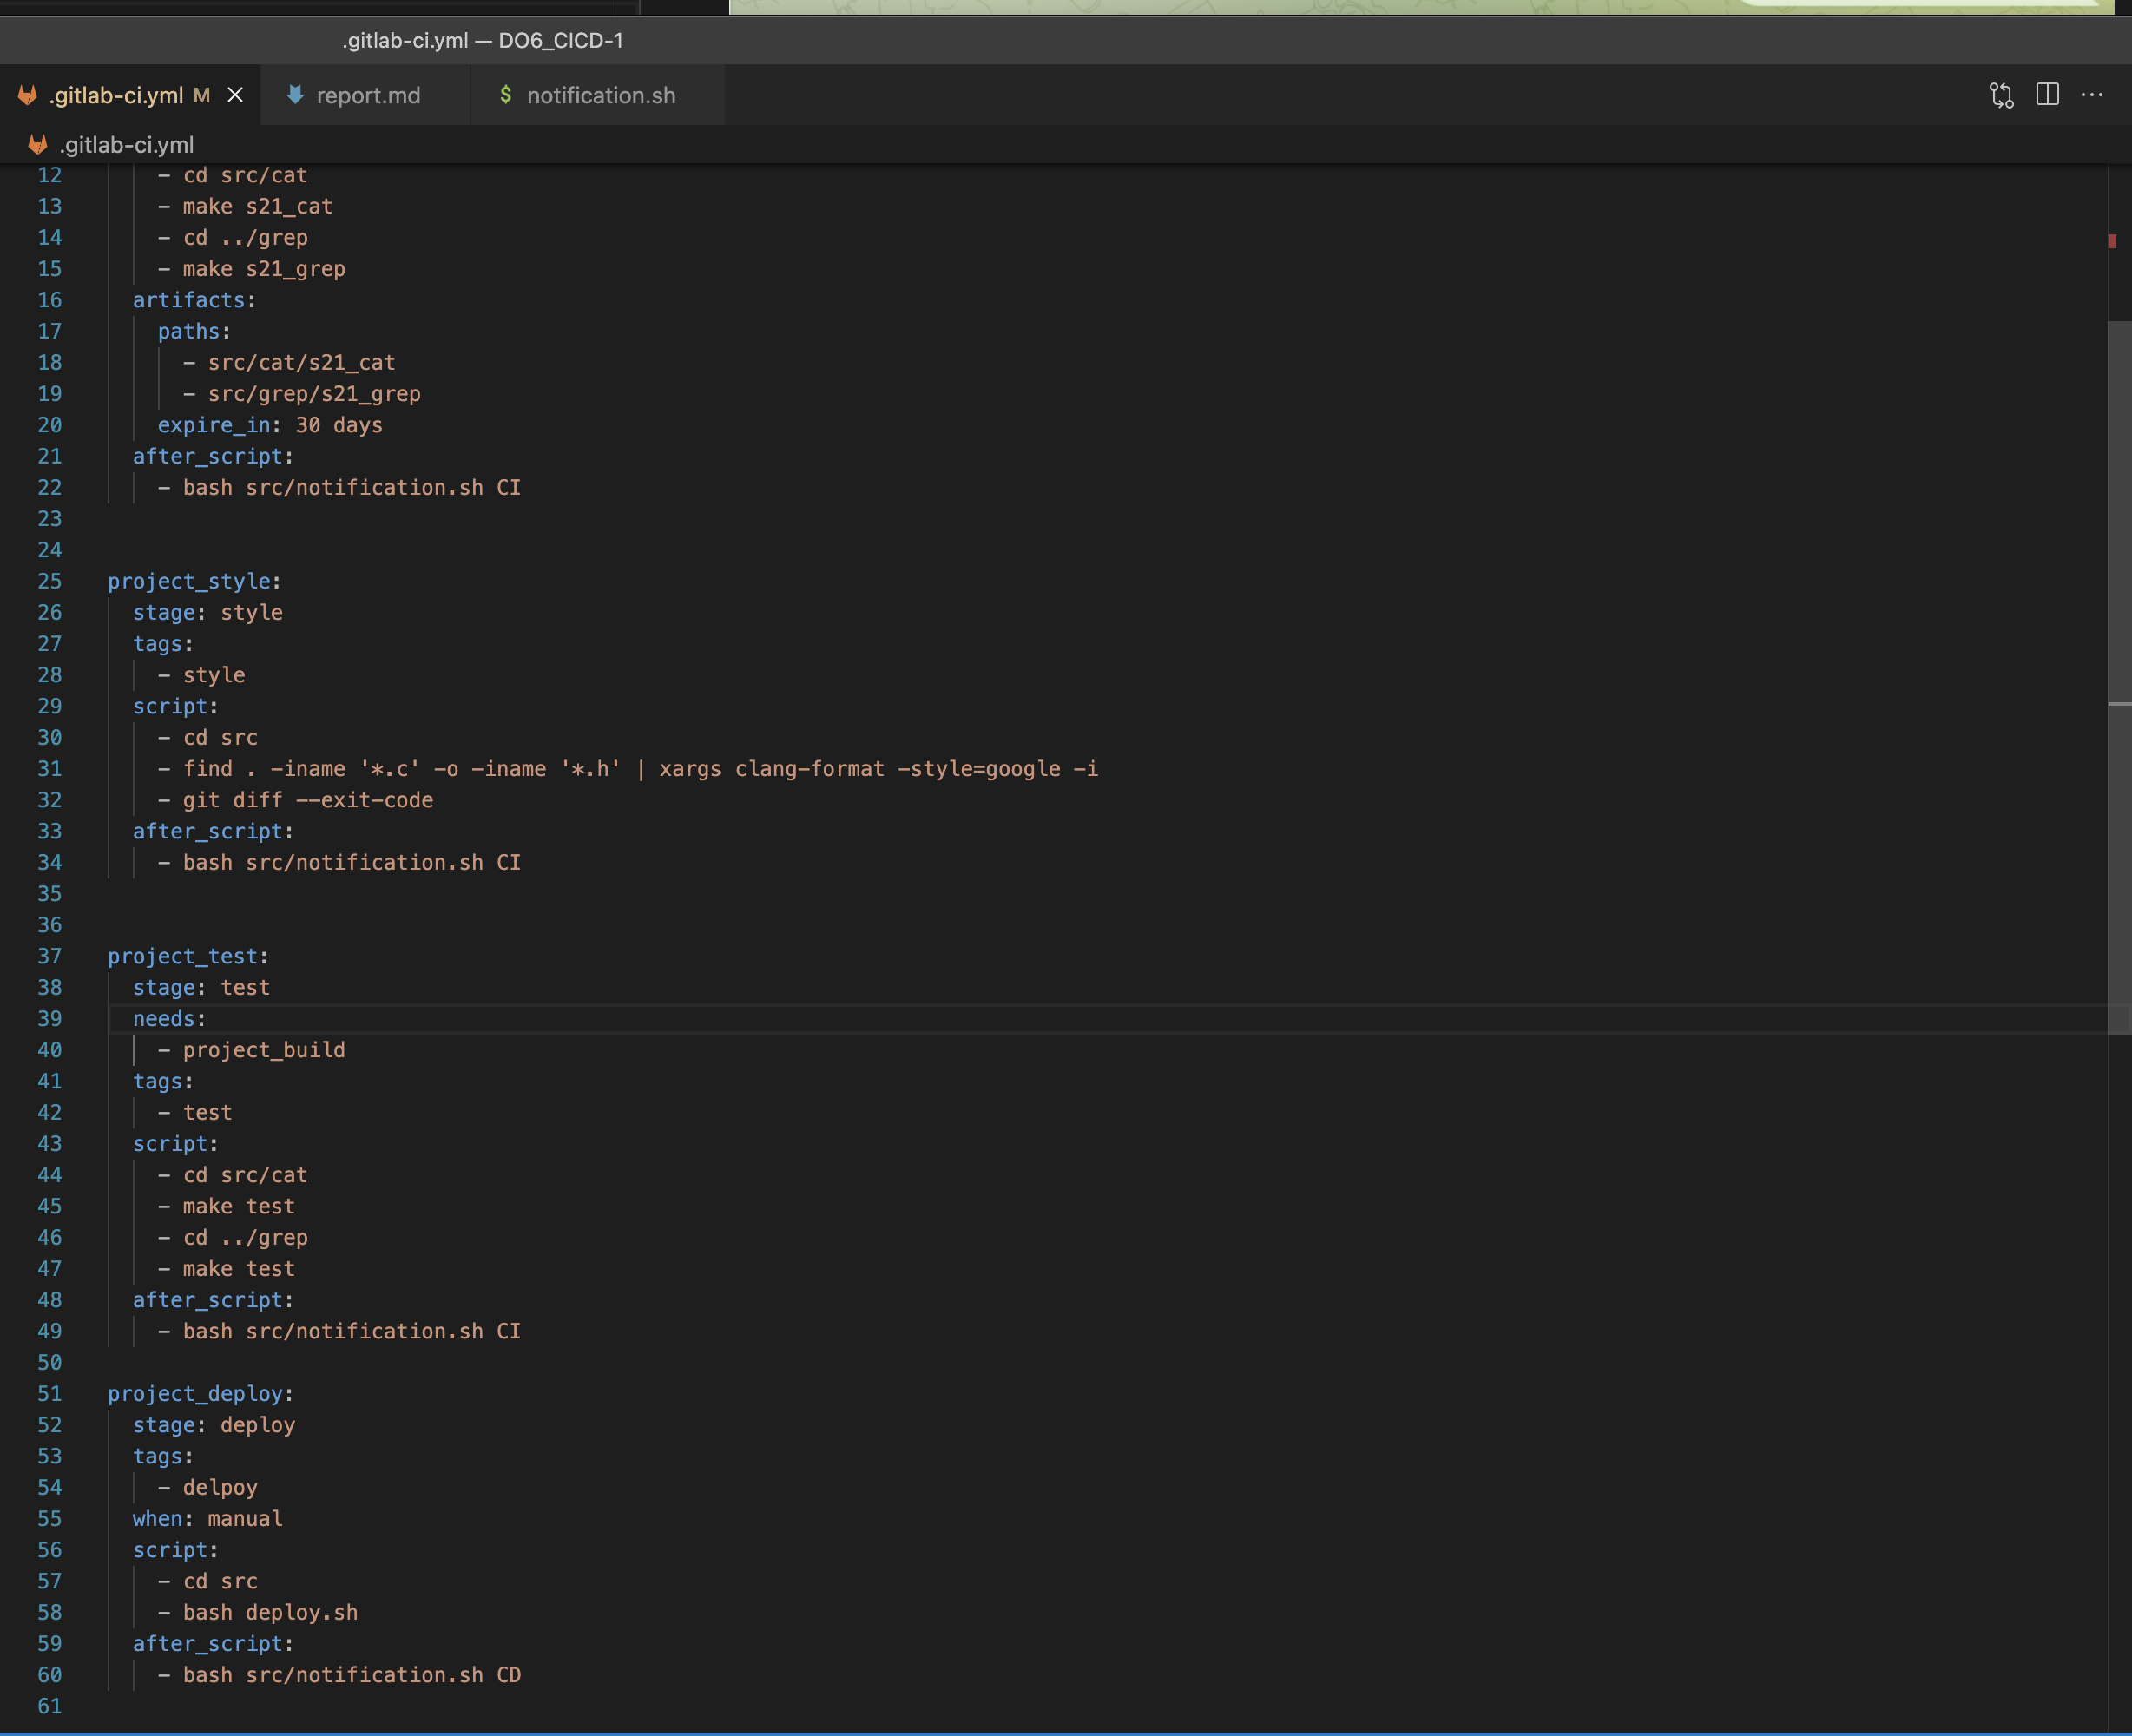 .gitlab-ci.yml — DO6_CICD-1
.gitlab-ci.yml M
report.md
$ notification.sh
.gitlab-ci.yml
12 - cd src/cat
13 - make s21_cat
14 - cd ../grep
15 - make s21_grep
16 artifacts:
17 paths:
18 - src/cat/s21_cat
19 - src/grep/s21_grep
20 expire_in: 30 days
21 after_script:
22 - bash src/notification.sh CI
23
24
25 project_style:
26 stage: style
27 tags:
28 - style
29 script:
30 - cd src
31 - find . -iname '*.c' -o -iname '*.h' | xargs clang-format -style=google -i
32 - git diff --exit-code
33 after_script:
34 - bash src/notification.sh CI
35
36
37 project_test:
38 stage: test
39 needs:
40 - project_build
41 tags:
42 - test
43 script:
44 - cd src/cat
45 - make test
46 - cd ../grep
47 - make test
48 after_script:
49 - bash src/notification.sh CI
50
51 project_deploy:
52 stage: deploy
53 tags:
54 - delpoy
55 when: manual
56 script:
57 - cd src
58 - bash deploy.sh
59 after_script:
60 - bash src/notification.sh CD
61